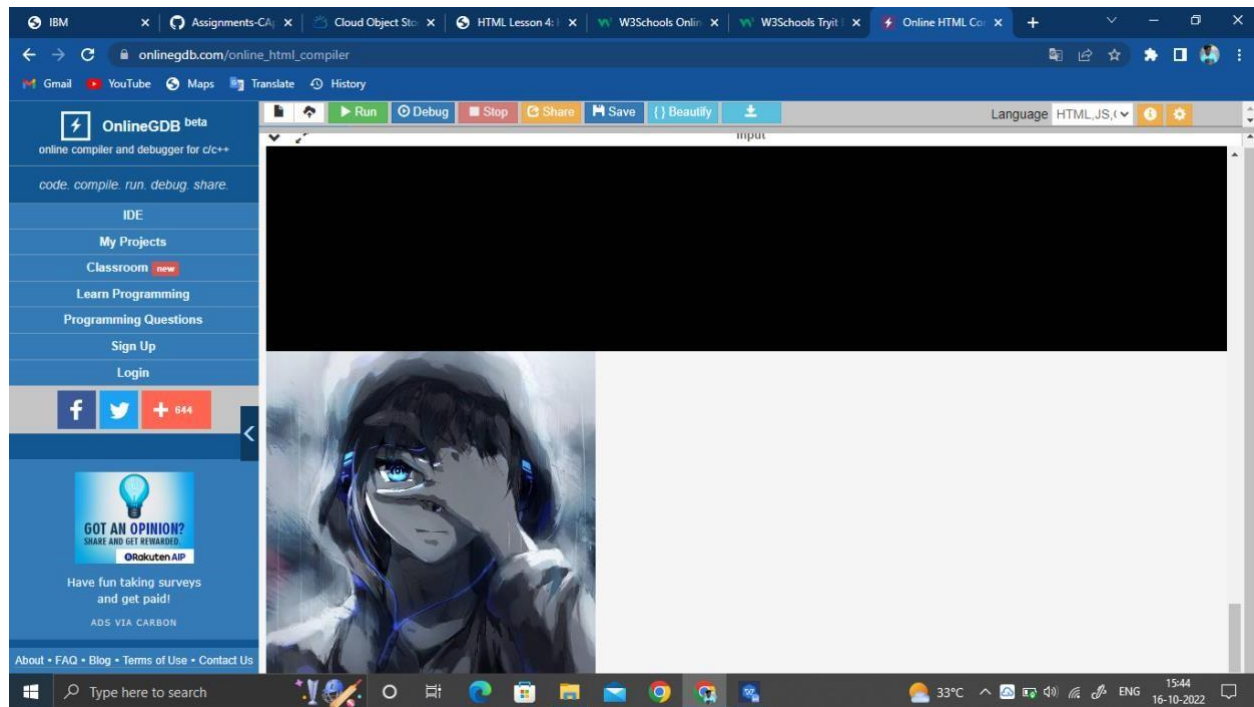 IBM
Assignments-CA
Cloud Object Sto
HTML Lesson 4:
W3Schools Onlin
W3Schools Tryit
Online HTML Co
onlinegdb.com/online_html_compiler
Gmail YouTube Maps Translate History
OnlineGDB beta
online compiler and debugger for c/c++
code. compile. run. debug. share.
IDE
My Projects
Classroom new
Learn Programming
Programming Questions
Sign Up
Login
f + 644
GOT AN OPINION?
SHARE AND GET REWARDED.
Rakuten AIP
Have fun taking surveys
and get paid!
ADS VIA CARBON
About • FAQ • Blog • Terms of Use • Contact Us
Run Debug Stop Share Save {} Beautify
Language HTML,JS,(
input
Type here to search
33°C ENG
15:44
16-10-2022